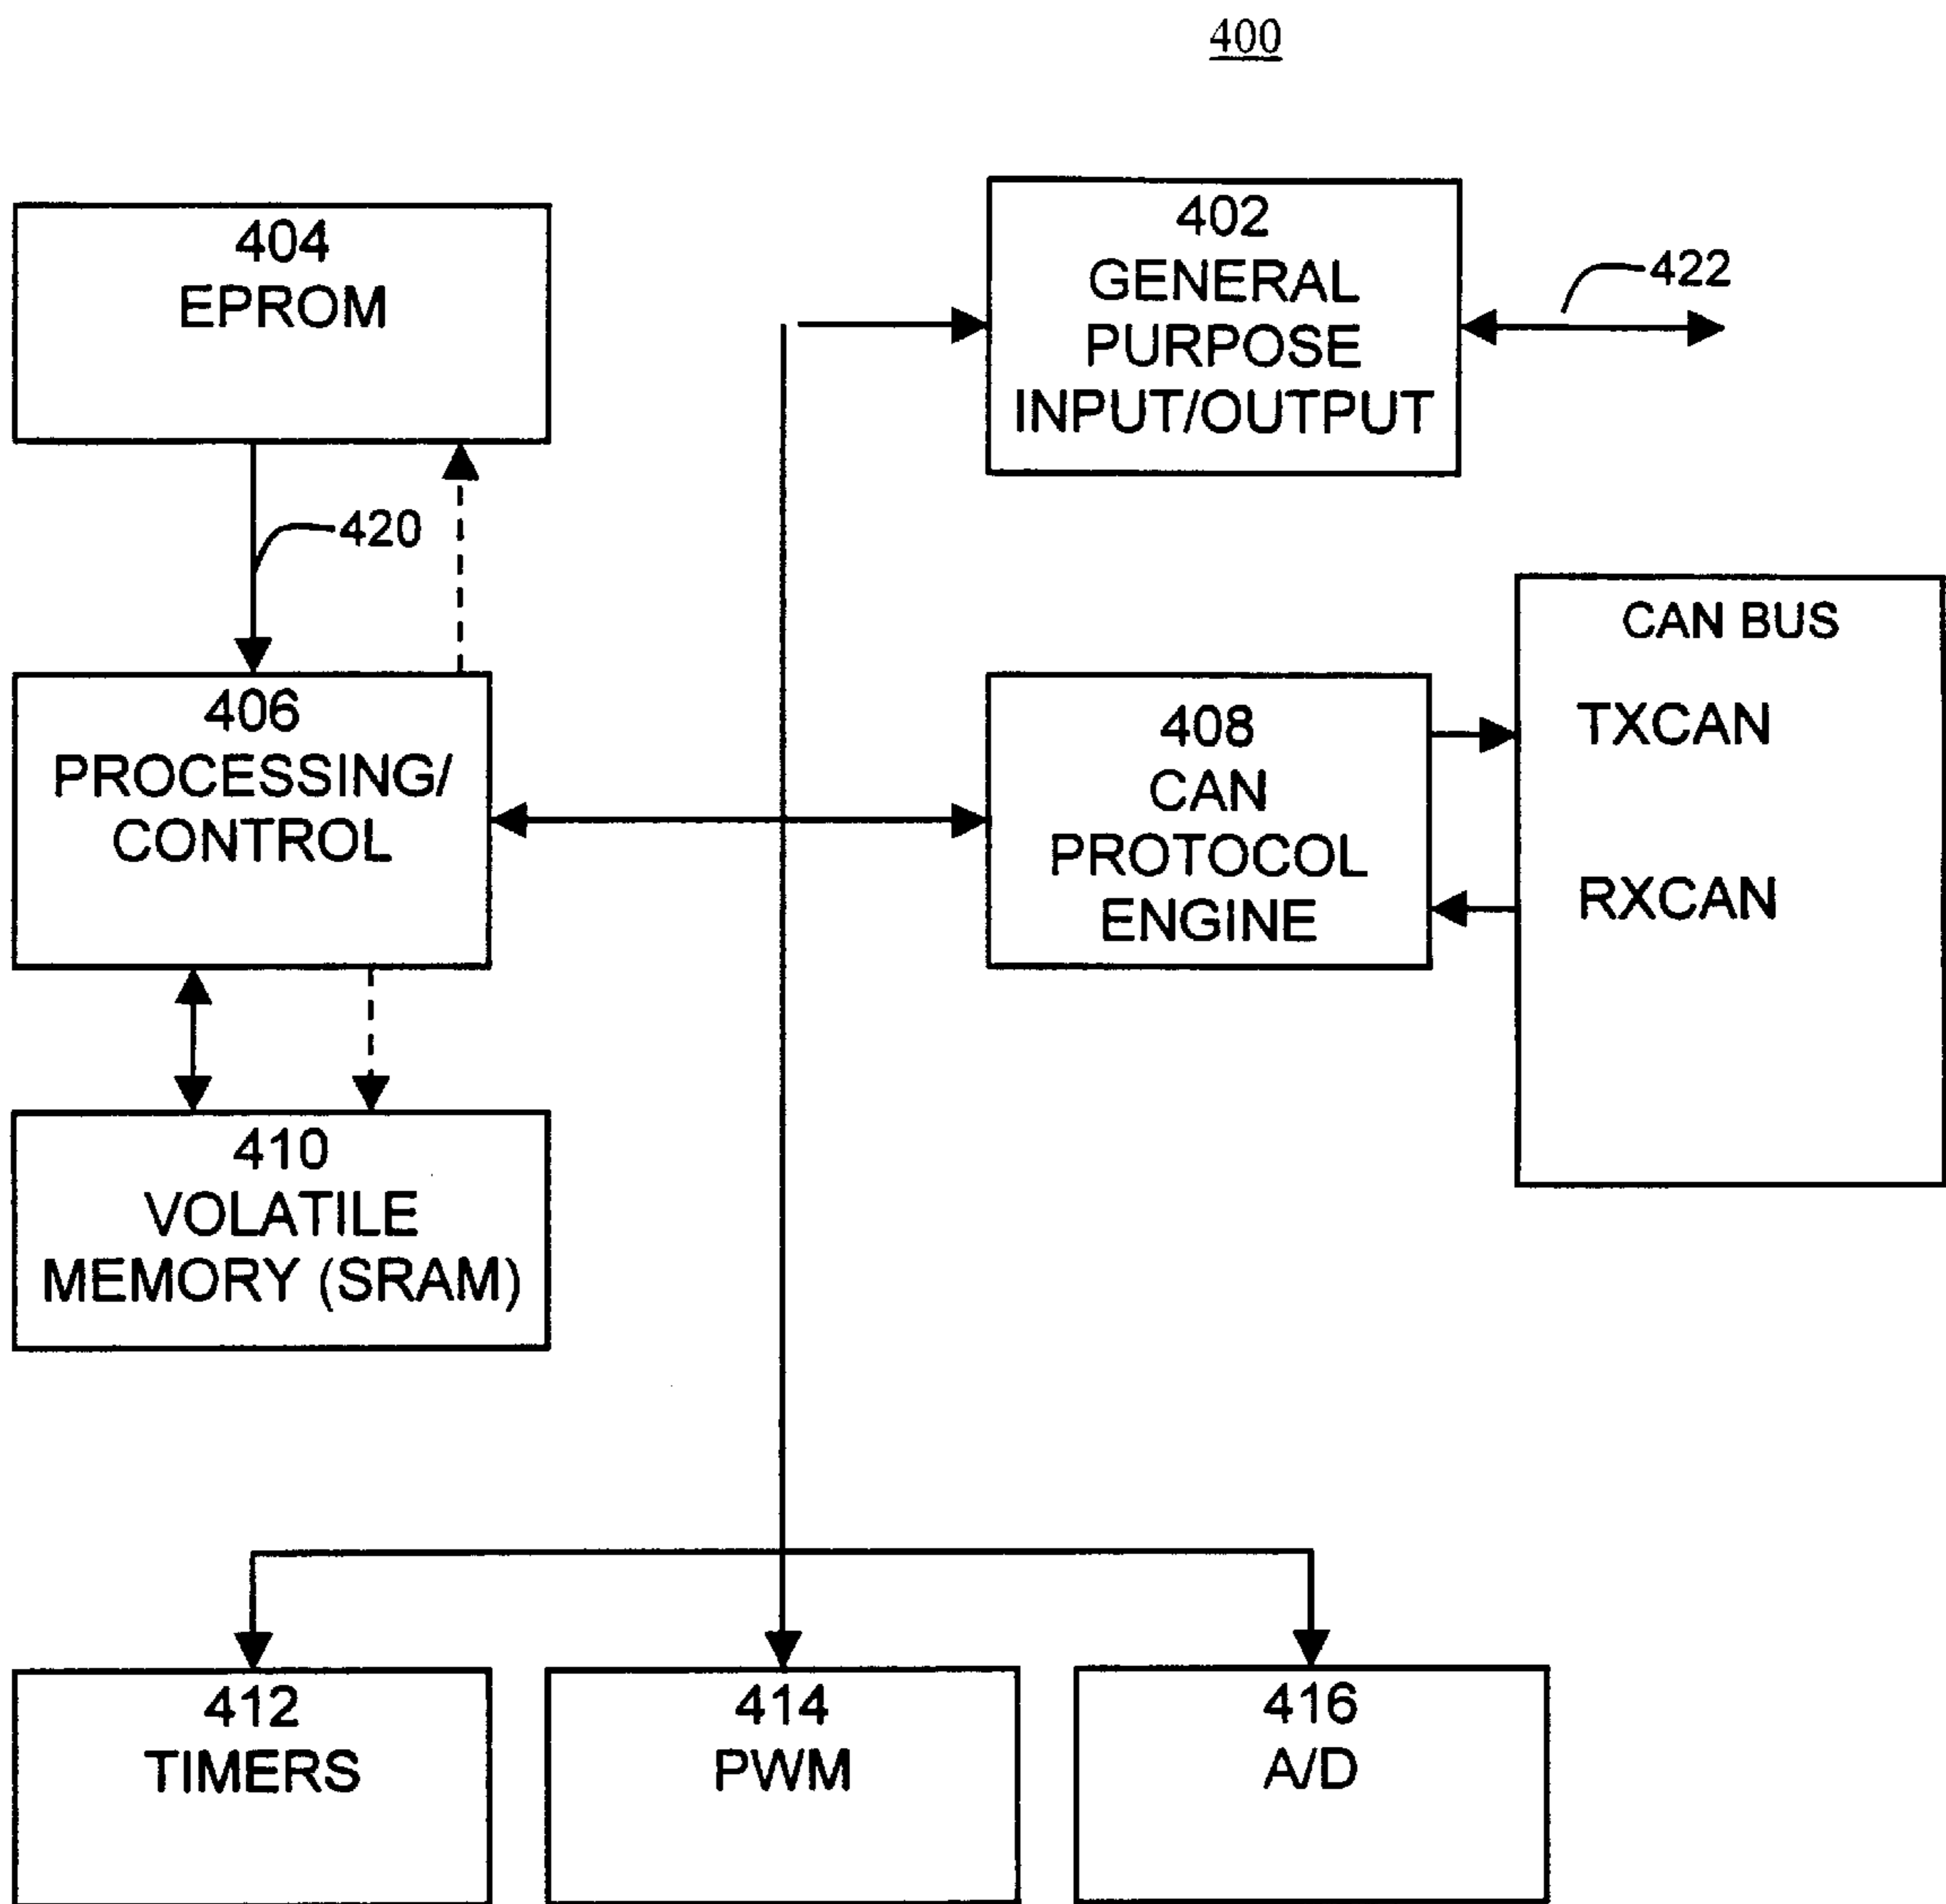 400
404
EPROM
402
GENERAL
PURPOSE
INPUT/OUTPUT
422
420
406
PROCESSING/
CONTROL
408
CAN
PROTOCOL
ENGINE
CAN BUS
TXCAN
RXCAN
410
VOLATILE
MEMORY (SRAM)
412
TIMERS
414
PWM
416
A/D